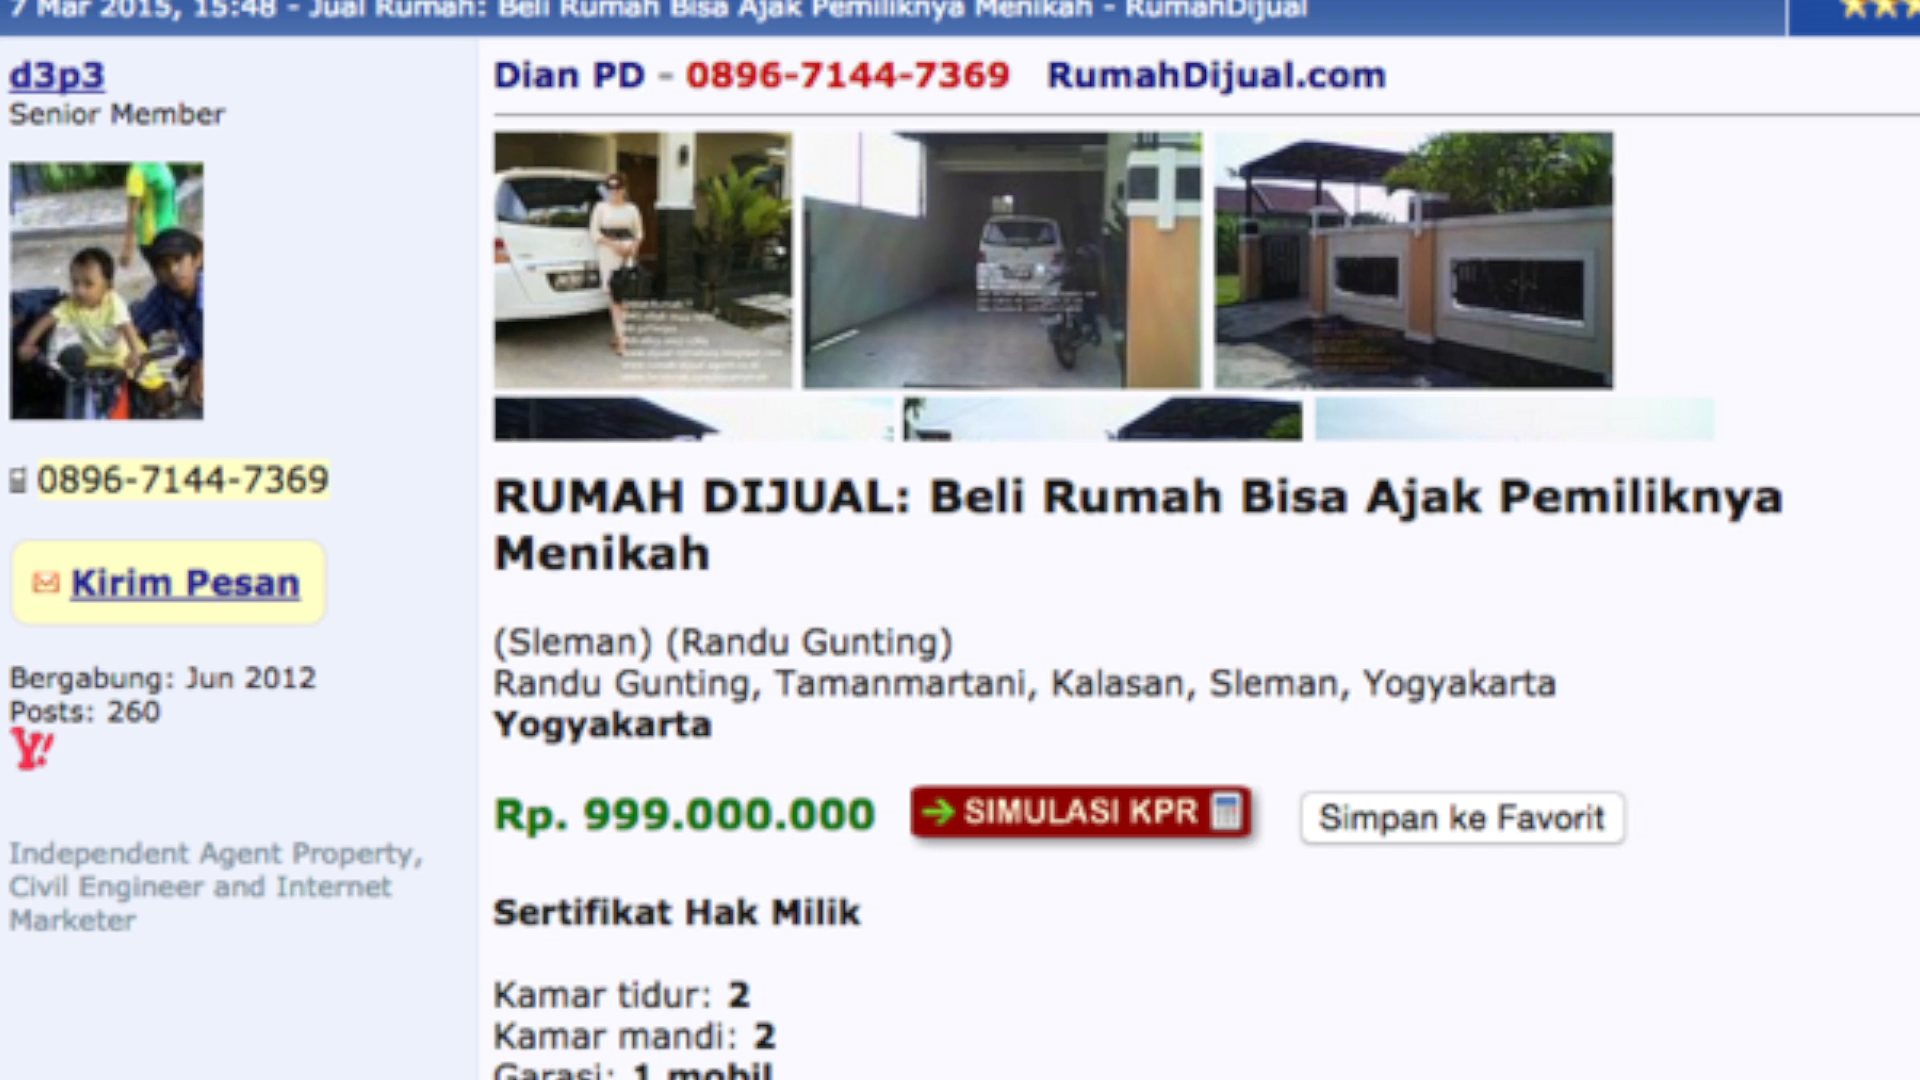 7 Mar 2015, 15:48 - Jual Rumah: Beli Rumah Bisa Ajak Pemiliknya Menikah - RumahDijual
d3p3
Senior Member
0896-7144-7369
Kirim Pesan
Bergabung: Jun 2012
Posts: 260
Y!
Independent Agent Property,
Civil Engineer and Internet
Marketer
Dian PD - 0896-7144-7369 RumahDijual.com
RUMAH DIJUAL: Beli Rumah Bisa Ajak Pemiliknya
Menikah
(Sleman) (Randu Gunting)
Randu Gunting, Tamanmartani, Kalasan, Sleman, Yogyakarta
Yogyakarta
Rp. 999.000.000 SIMULASI KPR Simpan ke Favorit
Sertifikat Hak Milik
Kamar tidur: 2
Kamar mandi: 2
Garasi: 1 mobil